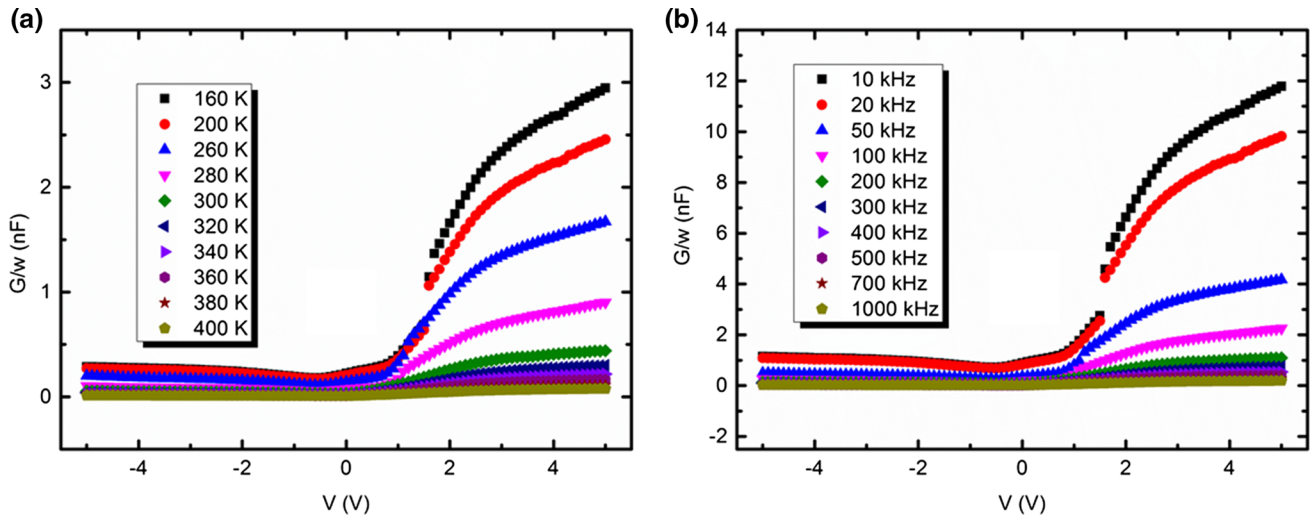 (a)
3
2
1
0
G/w (nF)
160 K
200 K
260 K
280 K
300 K
320 K
340 K
360 K
380 K
400 K
-4
-2
0
2
4
V (V)
(b)
14
12
10
8
6
4
2
0
-2
G/w (nF)
10 kHz
20 kHz
50 kHz
100 kHz
200 kHz
300 kHz
400 kHz
500 kHz
700 kHz
1000 kHz
-4
-2
0
2
4
V (V)